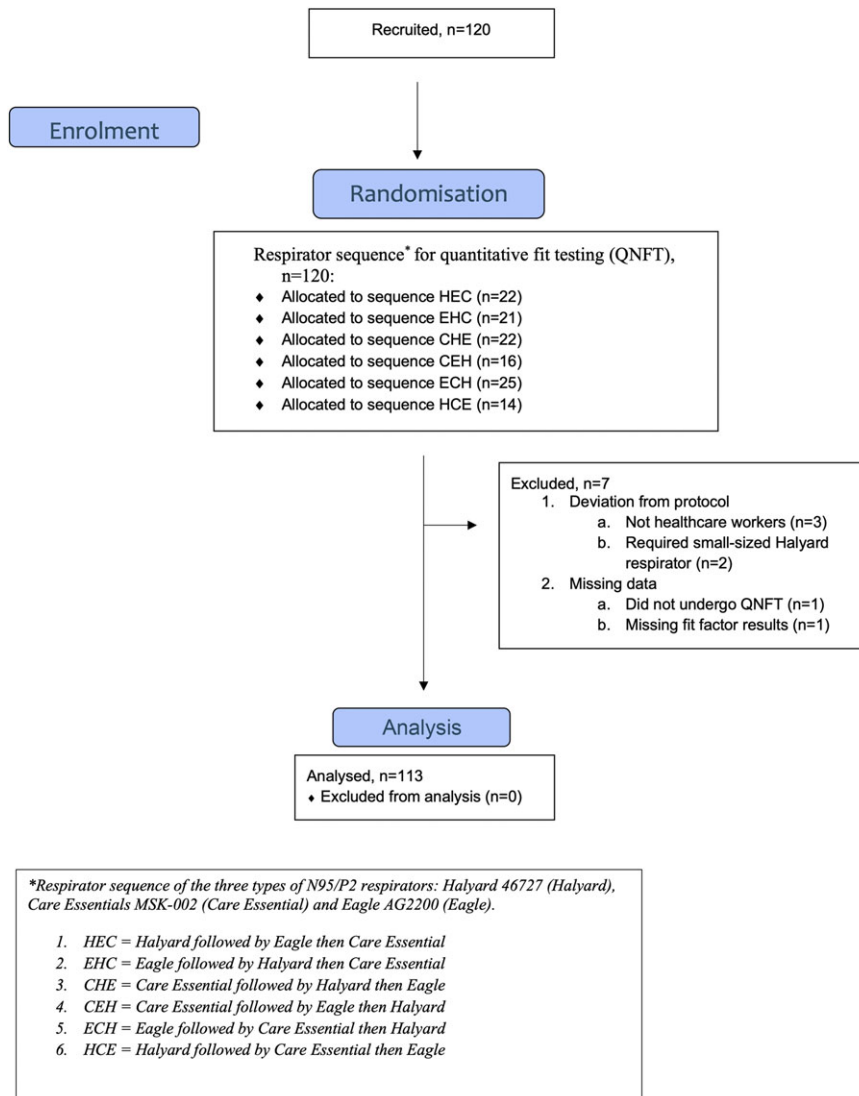 Recruited, n=120
Enrolment
Randomisation
Respirator sequence* for quantitative fit testing (QNFT),
n=120:
♦ Allocated to sequence HEC (n=22)
♦ Allocated to sequence EHC (n=21)
♦ Allocated to sequence CHE (n=22)
♦ Allocated to sequence CEH (n=16)
♦ Allocated to sequence ECH (n=25)
♦ Allocated to sequence HCE (n=14)
Excluded, n=7
1. Deviation from protocol
a. Not healthcare workers (n=3)
b. Required small-sized Halyard
respirator (n=2)
2. Missing data
a. Did not undergo QNFT (n=1)
b. Missing fit factor results (n=1)
Analysis
Analysed, n=113
♦ Excluded from analysis (n=0)
*Respirator sequence of the three types of N95/P2 respirators: Halyard 46727 (Halyard),
Care Essentials MSK-002 (Care Essential) and Eagle AG2200 (Eagle).
1. HEC = Halyard followed by Eagle then Care Essential
2. EHC = Eagle followed by Halyard then Care Essential
3. CHE = Care Essential followed by Halyard then Eagle
4. CEH = Care Essential followed by Eagle then Halyard
5. ECH = Eagle followed by Care Essential then Halyard
6. HCE = Halyard followed by Care Essential then Eagle